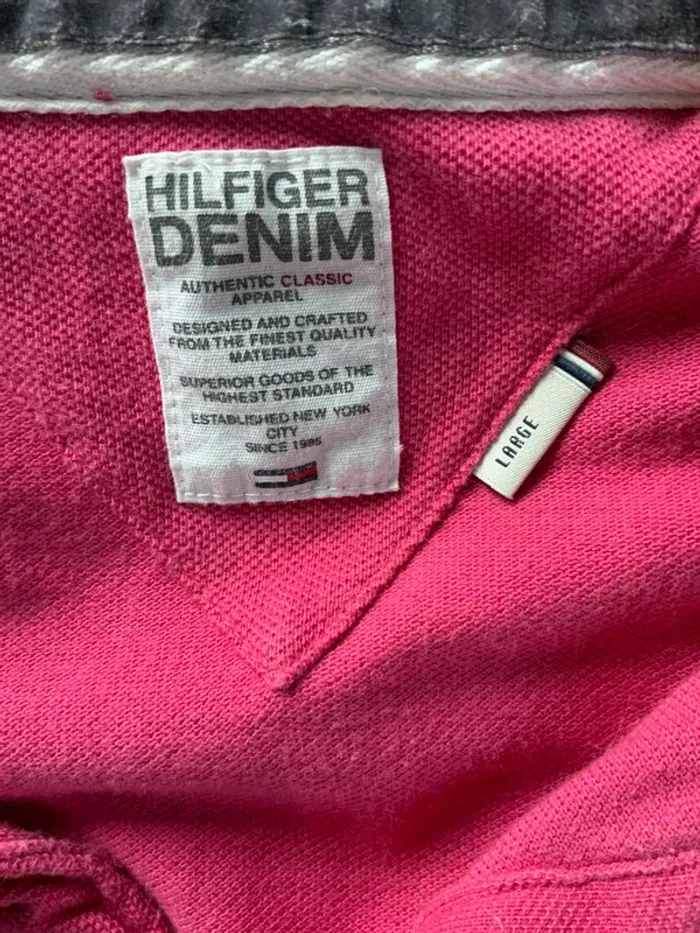 HILFIGER
DENIM
AUTHENTIC CLASSIC
APPAREL
DESIGNED AND CRAFTED
FROM THE FINEST QUALITY
MATERIALS
SUPERIOR GOODS OF THE
HIGHEST STANDARD
ESTABLISHED NEW YORK
CITY
SINCE 1985
LARGE